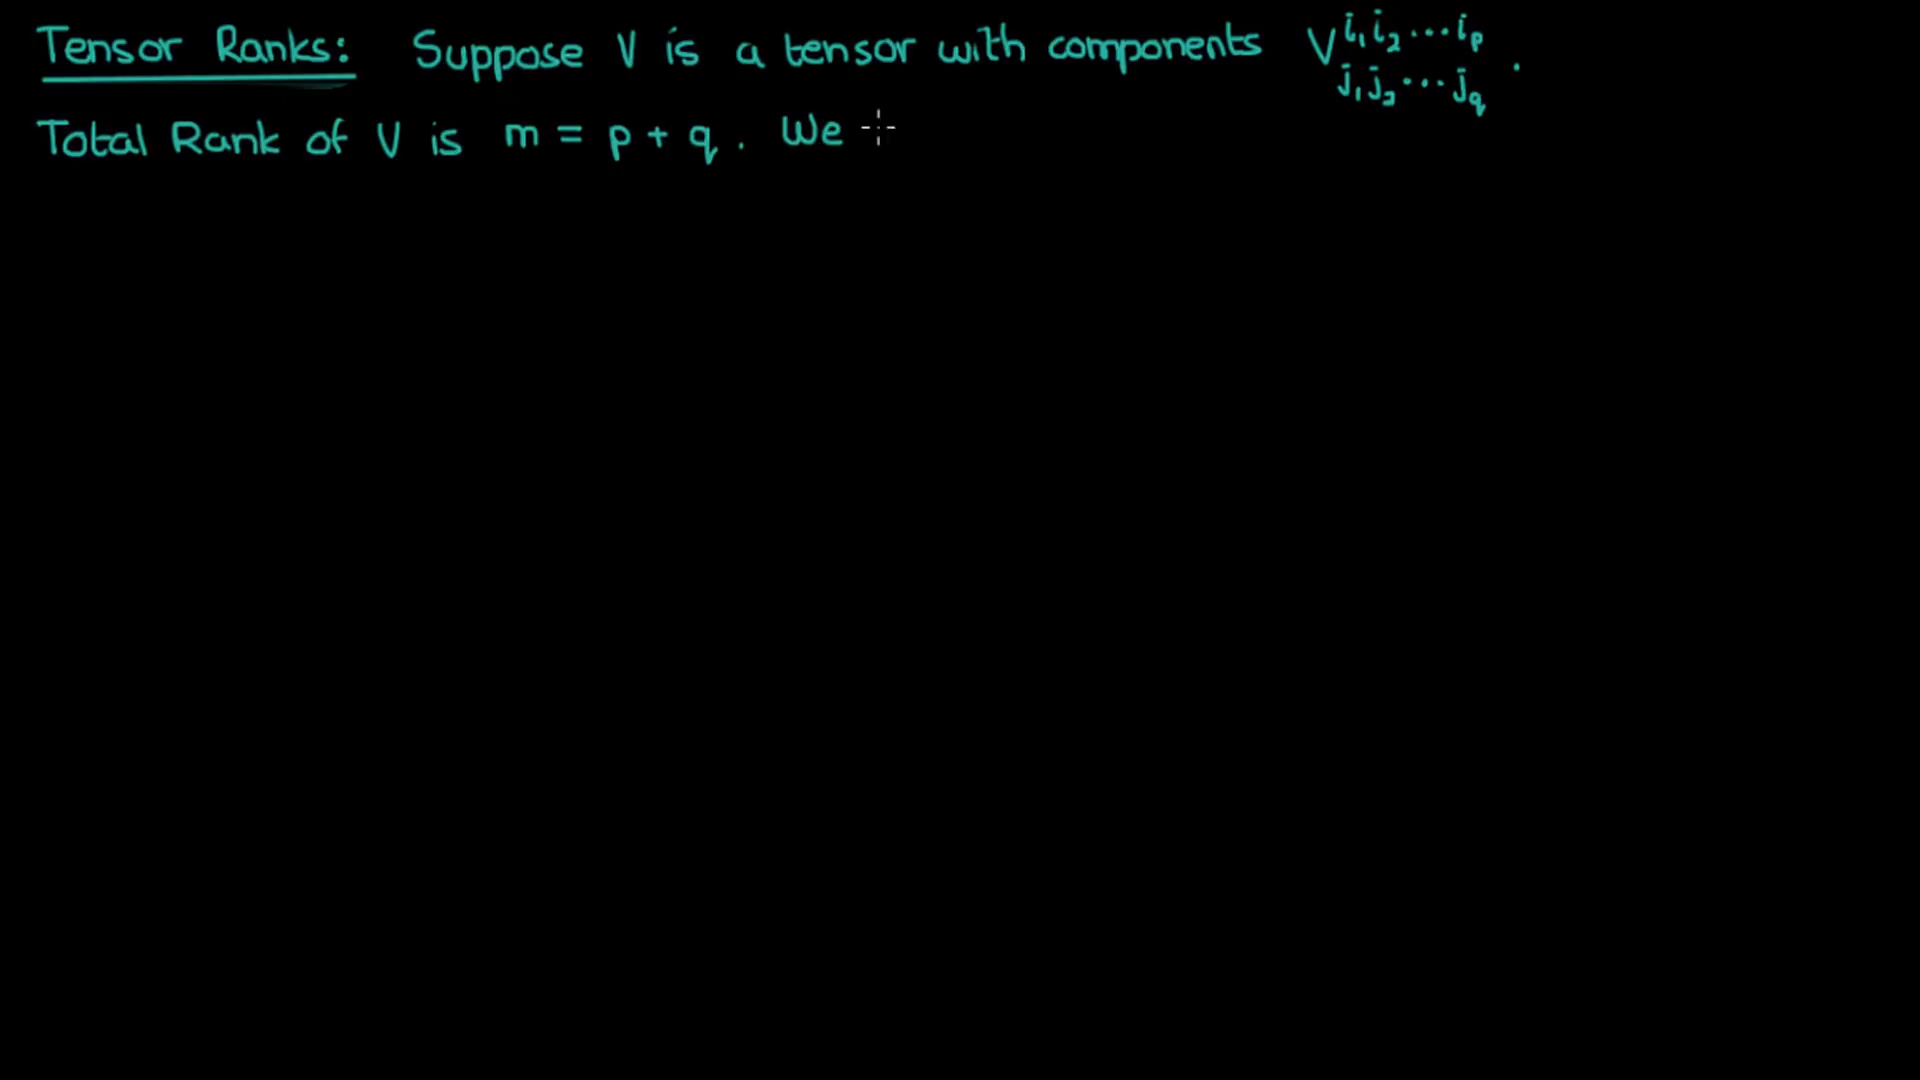 Tensor Ranks: Suppose V is a tensor with components V^{i₁i₂⋯i_p}_{j₁j₂⋯j_q}.
Total Rank of V is m = p + q. We